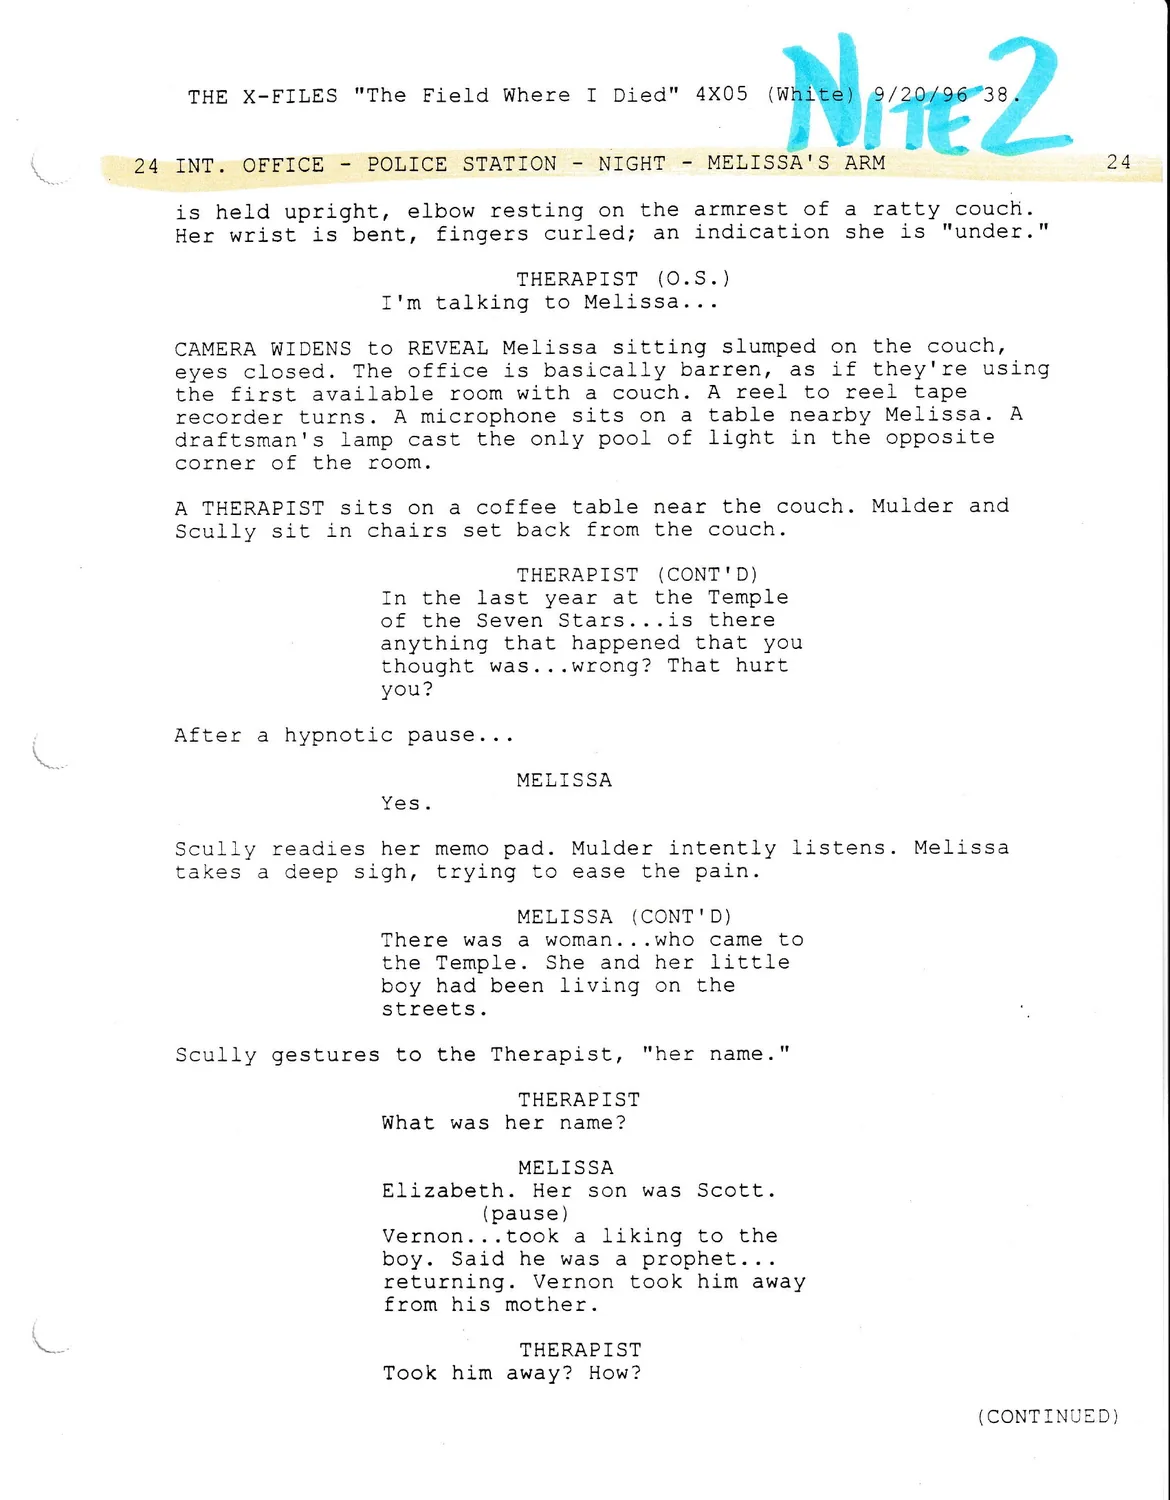 NITE 2
THE X-FILES "The Field Where I Died" 4X05 (White) 9/20/96 38.
24 INT. OFFICE - POLICE STATION - NIGHT - MELISSA'S ARM 24
is held upright, elbow resting on the armrest of a ratty couch.
Her wrist is bent, fingers curled; an indication she is "under."
THERAPIST (O.S.)
I'm talking to Melissa...
CAMERA WIDENS to REVEAL Melissa sitting slumped on the couch,
eyes closed. The office is basically barren, as if they're using
the first available room with a couch. A reel to reel tape
recorder turns. A microphone sits on a table nearby Melissa. A
draftsman's lamp cast the only pool of light in the opposite
corner of the room.
A THERAPIST sits on a coffee table near the couch. Mulder and
Scully sit in chairs set back from the couch.
THERAPIST (CONT'D)
In the last year at the Temple
of the Seven Stars...is there
anything that happened that you
thought was...wrong? That hurt
you?
After a hypnotic pause...
MELISSA
Yes.
Scully readies her memo pad. Mulder intently listens. Melissa
takes a deep sigh, trying to ease the pain.
MELISSA (CONT'D)
There was a woman...who came to
the Temple. She and her little
boy had been living on the
streets.
Scully gestures to the Therapist, "her name."
THERAPIST
What was her name?
MELISSA
Elizabeth. Her son was Scott.
(pause)
Vernon...took a liking to the
boy. Said he was a prophet...
returning. Vernon took him away
from his mother.
THERAPIST
Took him away? How?
(CONTINUED)